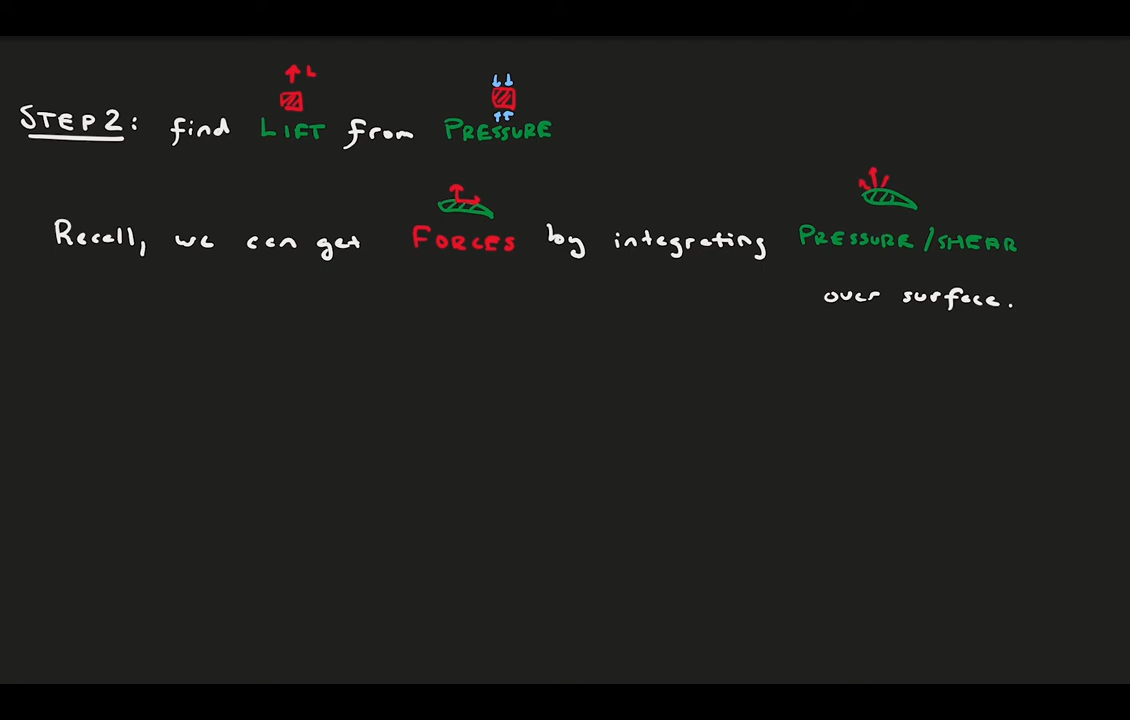 L
STEP 2: find LIFT from PRESSURE
Recall, we can get FORCES by integrating PRESSURE/SHEAR
over surface.